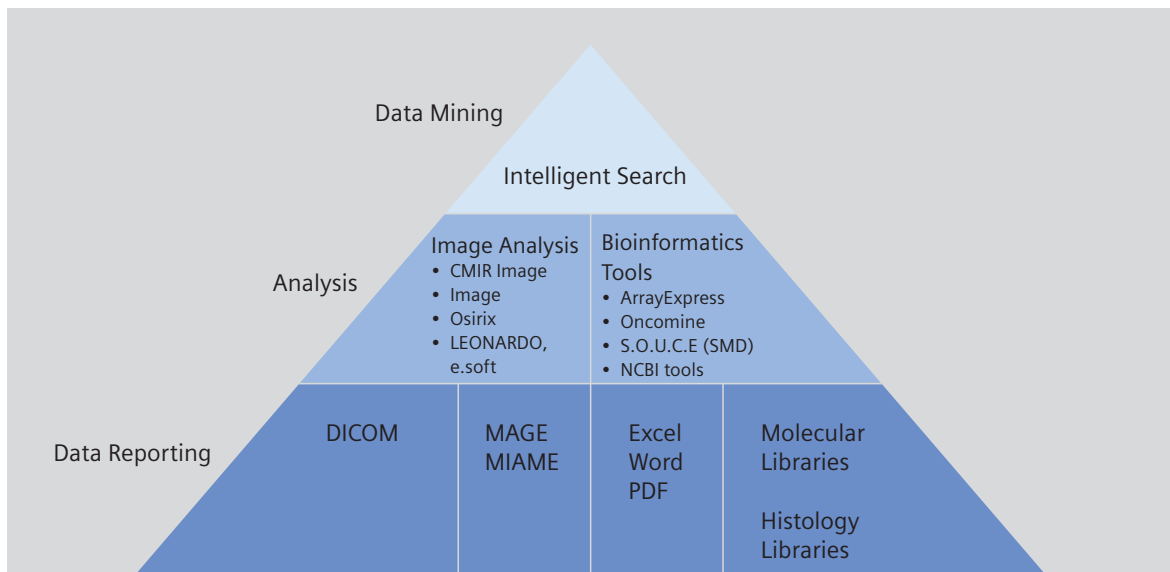 Data Mining
Intelligent Search
Analysis
Image Analysis
• CMIR Image
• Image
• Osirix
• LEONARDO,
e.soft
Bioinformatics
Tools
• ArrayExpress
• Oncomine
• S.O.U.C.E (SMD)
• NCBI tools
Data Reporting
DICOM
MAGE
MIAME
Excel
Word
PDF
Molecular
Libraries
Histology
Libraries